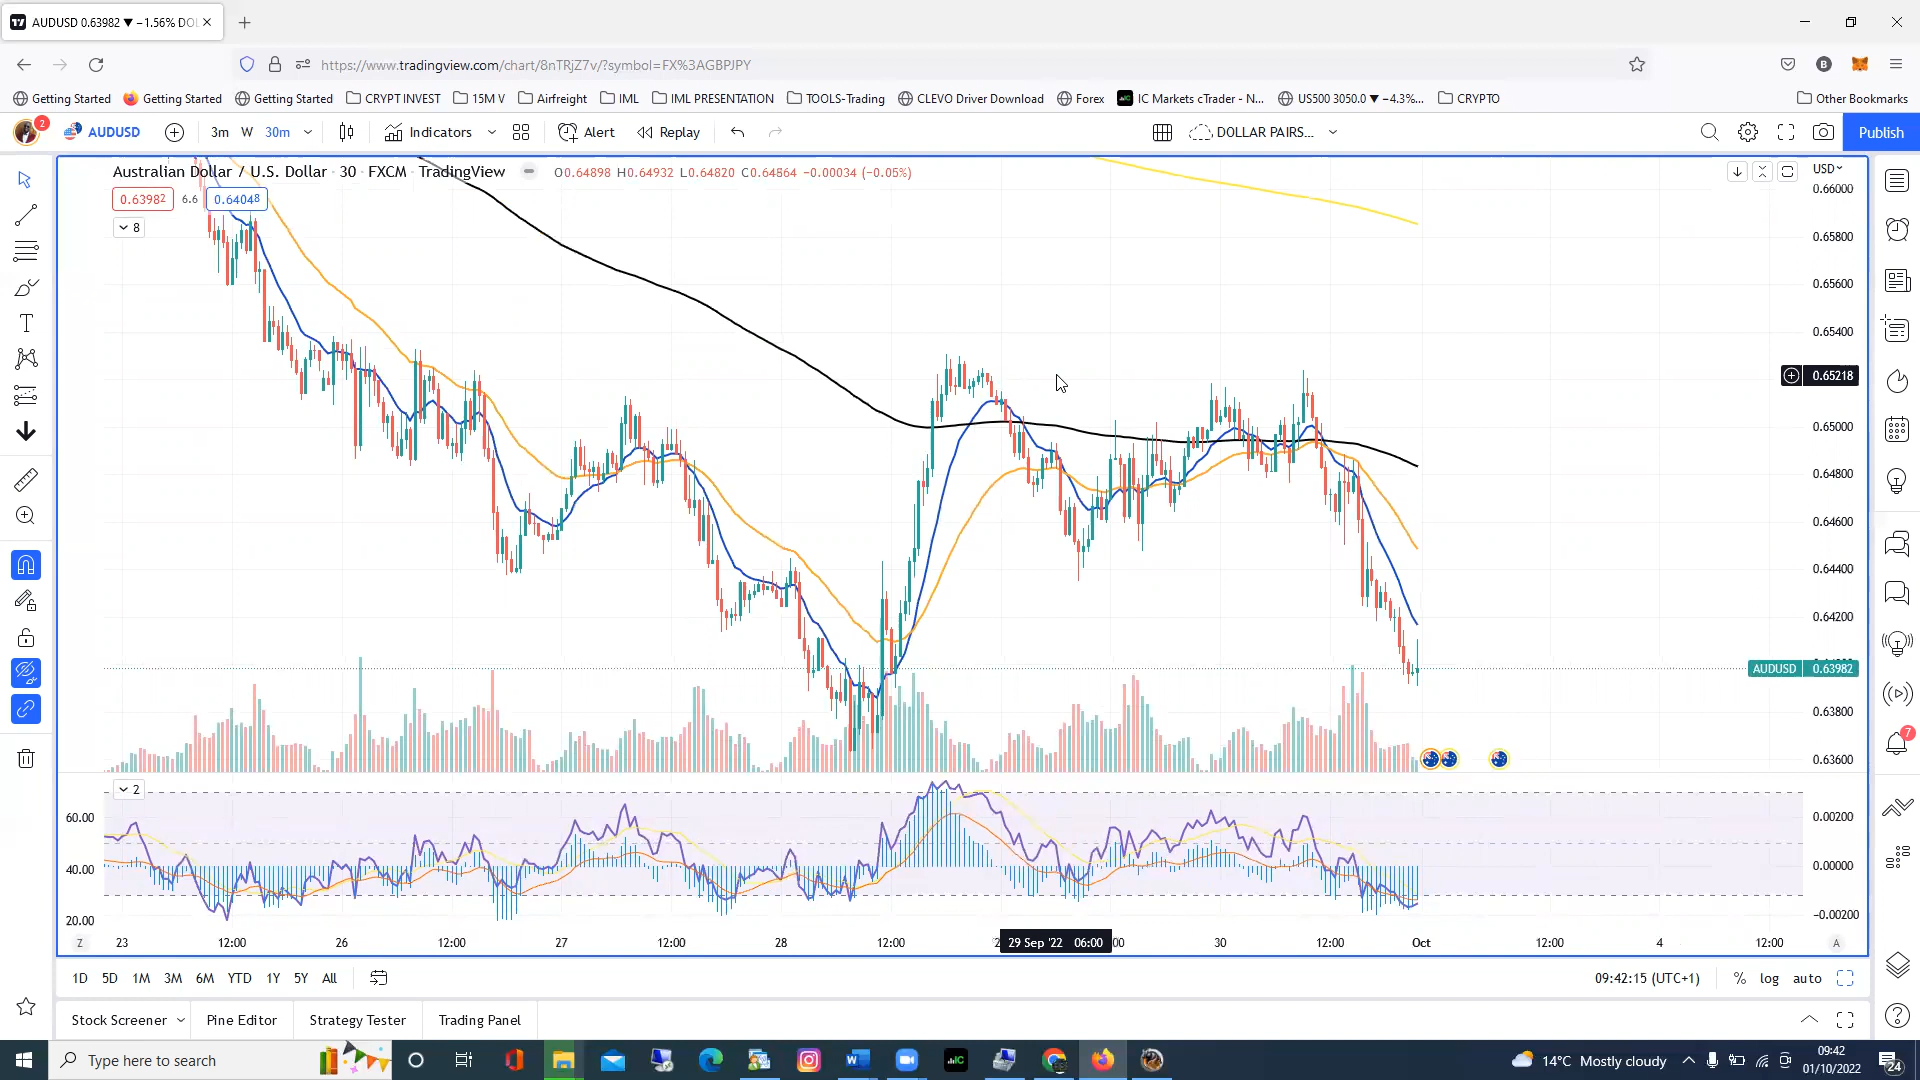 AUDUSD 0.63982 ▼ −1.56% DOL
https://www.tradingview.com/chart/8nTRjZ7v/?symbol=FX%3AGBPJPY
B
Getting Started Getting Started Getting Started CRYPT INVEST 15M V Airfreight IML IML PRESENTATION TOOLS-Trading CLEVO Driver Download Forex IC Markets cTrader - N... US500 3050.0 ▼ −4.3%... CRYPTO Other Bookmarks
2 AUDUSD 3m W 30m Indicators Alert Replay DOLLAR PAIRS... Publish
Australian Dollar / U.S. Dollar · 30 · FXCM · TradingView O0.64898 H0.64932 L0.64820 C0.64864 −0.00034 (−0.05%) USD
0.63982 6.6 0.64048
8
0.66000
0.65800
0.65600
0.65400
0.65218
0.65000
0.64800
0.64600
0.64400
0.64200
AUDUSD 0.63982
0.63800
0.63600
7
2
60.00 0.00200
40.00 0.00000
20.00 −0.00200
Z 23 12:00 26 12:00 27 12:00 28 12:00 29 Sep '22 06:00 :00 30 12:00 Oct 12:00 4 12:00 A
1D 5D 1M 3M 6M YTD 1Y 5Y All 09:42:15 (UTC+1) % log auto
Stock Screener Pine Editor Strategy Tester Trading Panel
Type here to search 14°C Mostly cloudy 09:42
01/10/2022 24